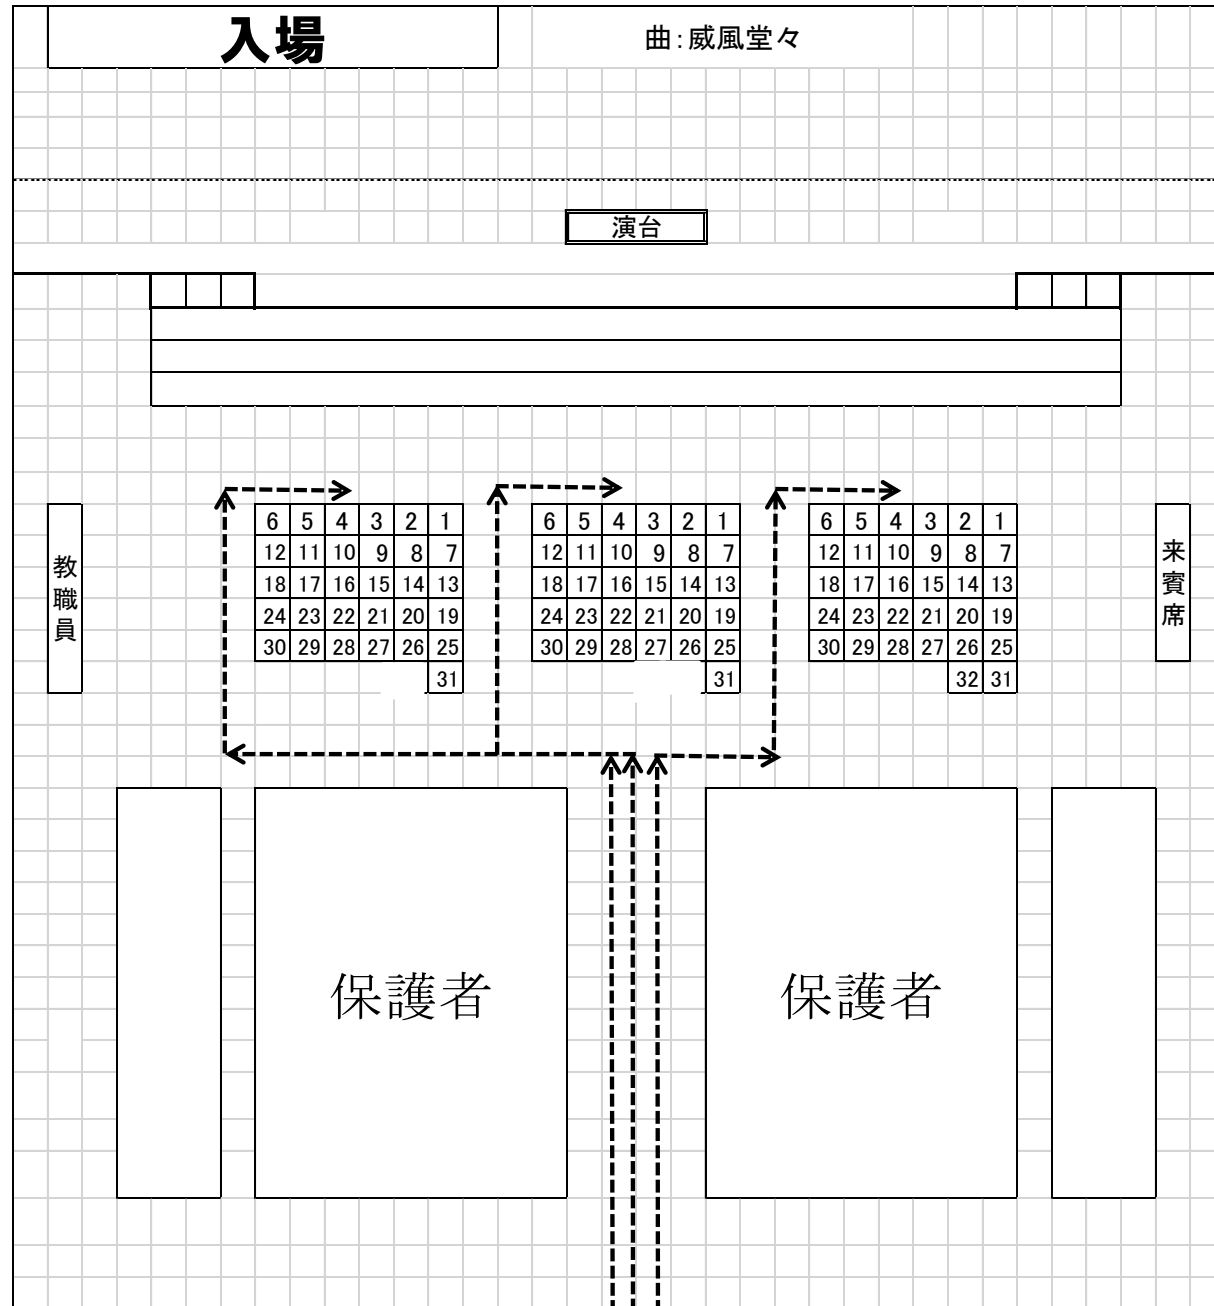 入場
曲：威風堂々
演台
6 5 4 3 2 1 6 5 4 3 2 1 6 5 4 3 2 1
12 11 10 9 8 7 12 11 10 9 8 7 12 11 10 9 8 7
18 17 16 15 14 13 18 17 16 15 14 13 18 17 16 15 14 13
24 23 22 21 20 19 24 23 22 21 20 19 24 23 22 21 20 19
30 29 28 27 26 25 30 29 28 27 26 25 30 29 28 27 26 25
31 31 32 31
教職員
来賓席
保護者
保護者